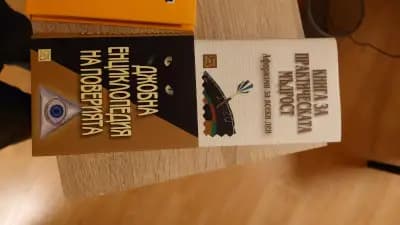 КНИГА ЗА
ПРАКТИЧЕСКАТА
МЪДРОСТ
Афоризми за всеки ден
ДЖОБНА
ЕНЦИКЛОПЕДИЯ
НА ПОВЕРИЯТА